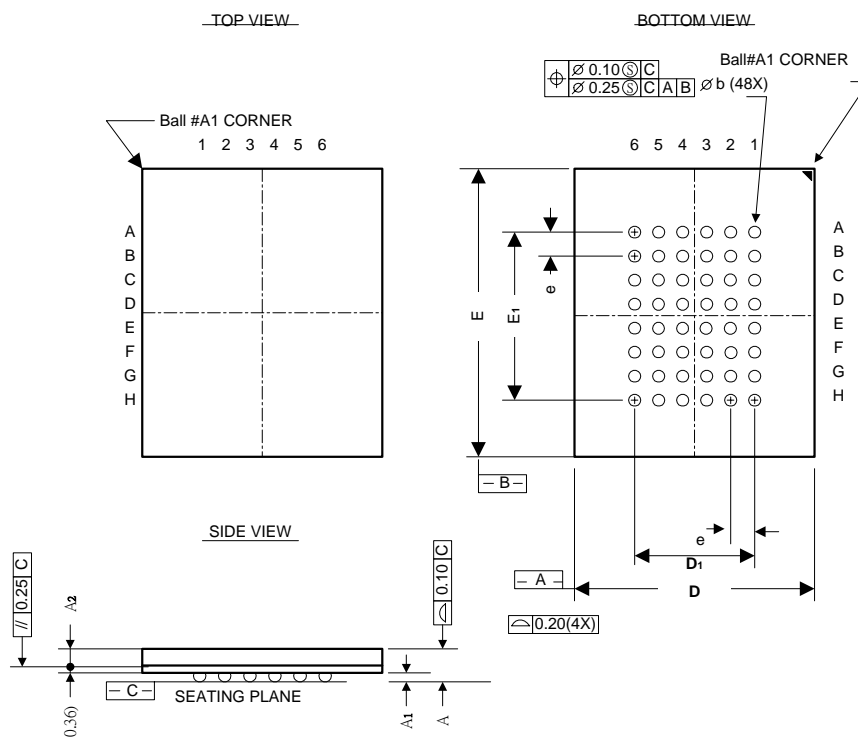 TOP VIEW
BOTTOM VIEW
Ball#A1 CORNER
⌀ 0.10 Ⓢ C
⌀ 0.25 Ⓢ C A B
⌀ b (48X)
Ball #A1 CORNER
1 2 3 4 5 6
6 5 4 3 2 1
A
B
C
D
E
F
G
H
A
B
C
D
E
F
G
H
e
E
E1
– B –
e
D1
– A –
D
0.20(4X)
SIDE VIEW
// 0.25 C
A2
0.10 C
– C –
SEATING PLANE
0.36)
A1
A